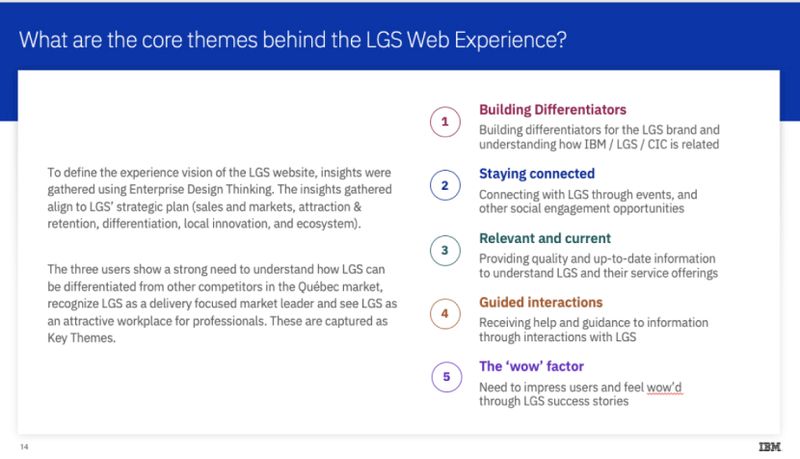 What are the core themes behind the LGS Web Experience?
To define the experience vision of the LGS website, insights were
gathered using Enterprise Design Thinking. The insights gathered
align to LGS' strategic plan (sales and markets, attraction &
retention, differentiation, local innovation, and ecosystem).
The three users show a strong need to understand how LGS can
be differentiated from other competitors in the Québec market,
recognize LGS as a delivery focused market leader and see LGS as
an attractive workplace for professionals. These are captured as
Key Themes.
1
Building Differentiators
Building differentiators for the LGS brand and
understanding how IBM / LGS / CIC is related
2
Staying connected
Connecting with LGS through events, and
other social engagement opportunities
3
Relevant and current
Providing quality and up-to-date information
to understand LGS and their service offerings
4
Guided interactions
Receiving help and guidance to information
through interactions with LGS
5
The ‘wow’ factor
Need to impress users and feel wow'd
through LGS success stories
14
IBM